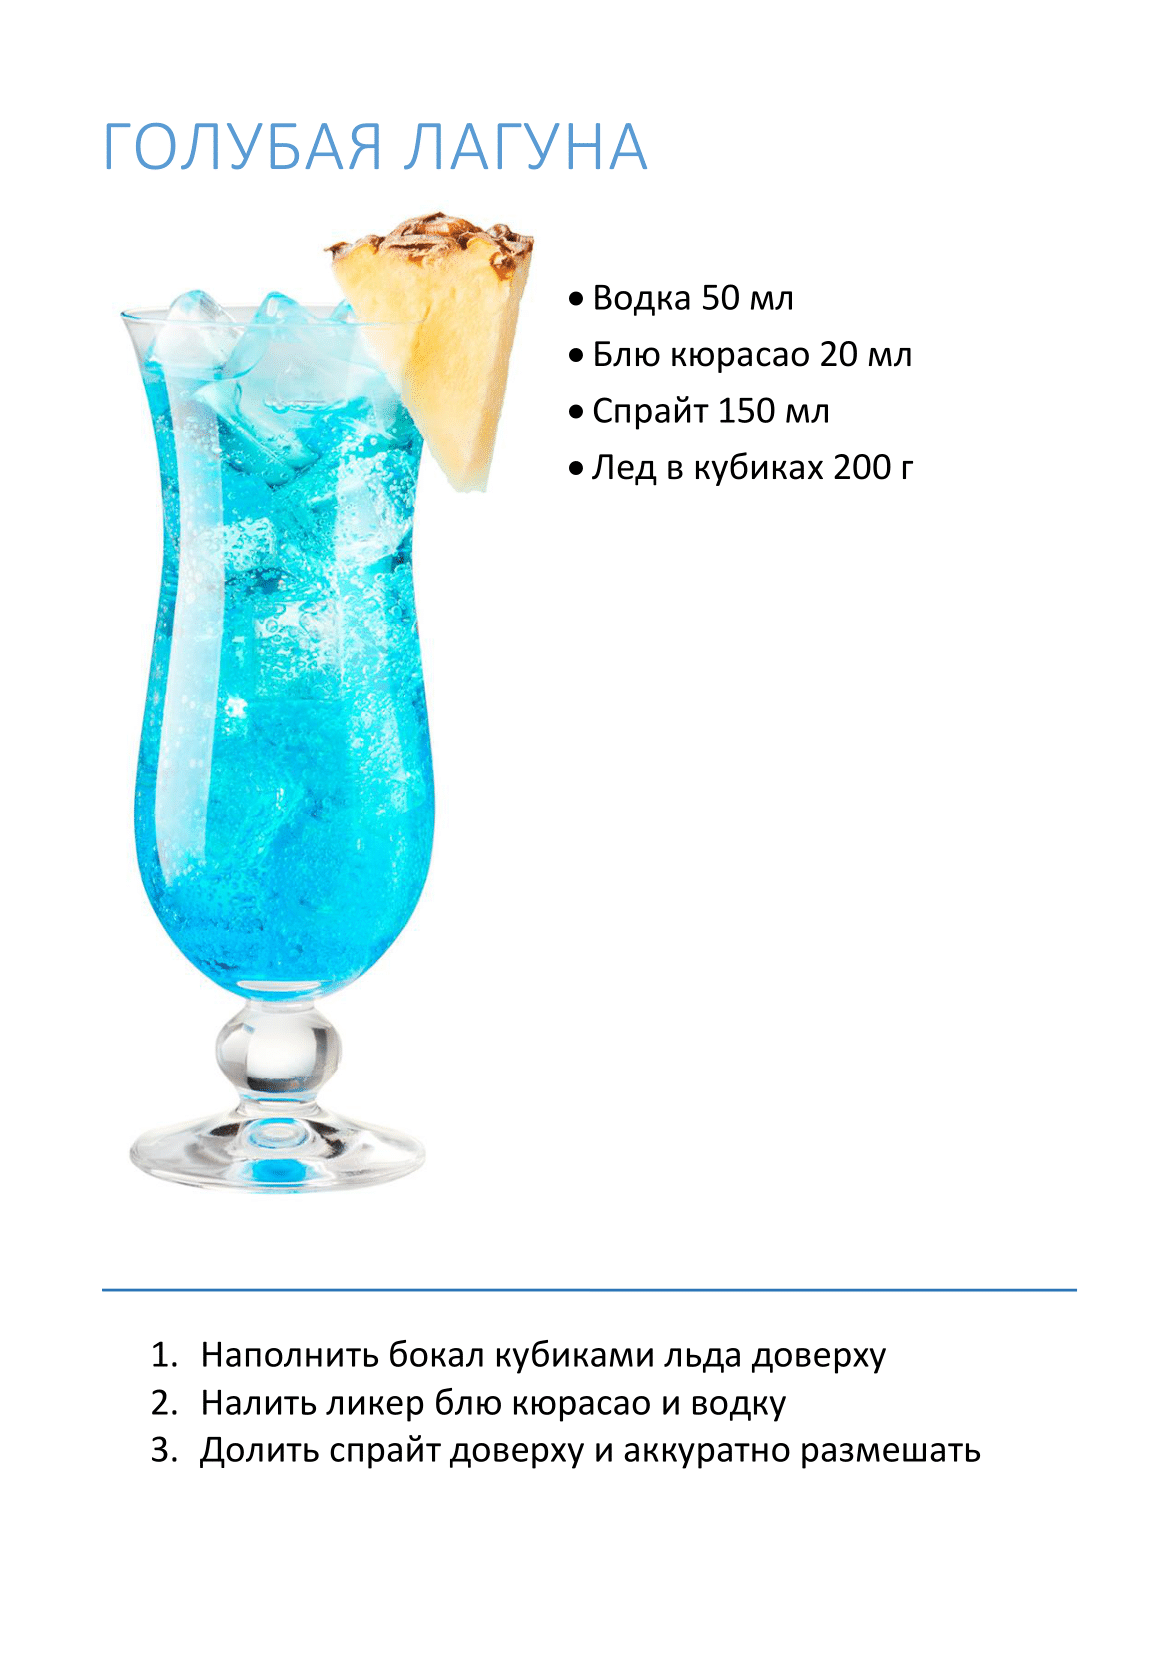 ГОЛУБАЯ ЛАГУНА
• Водка 50 мл
• Блю кюрасао 20 мл
• Спрайт 150 мл
• Лед в кубиках 200 г
1. Наполнить бокал кубиками льда доверху
2. Налить ликер блю кюрасао и водку
3. Долить спрайт доверху и аккуратно размешать